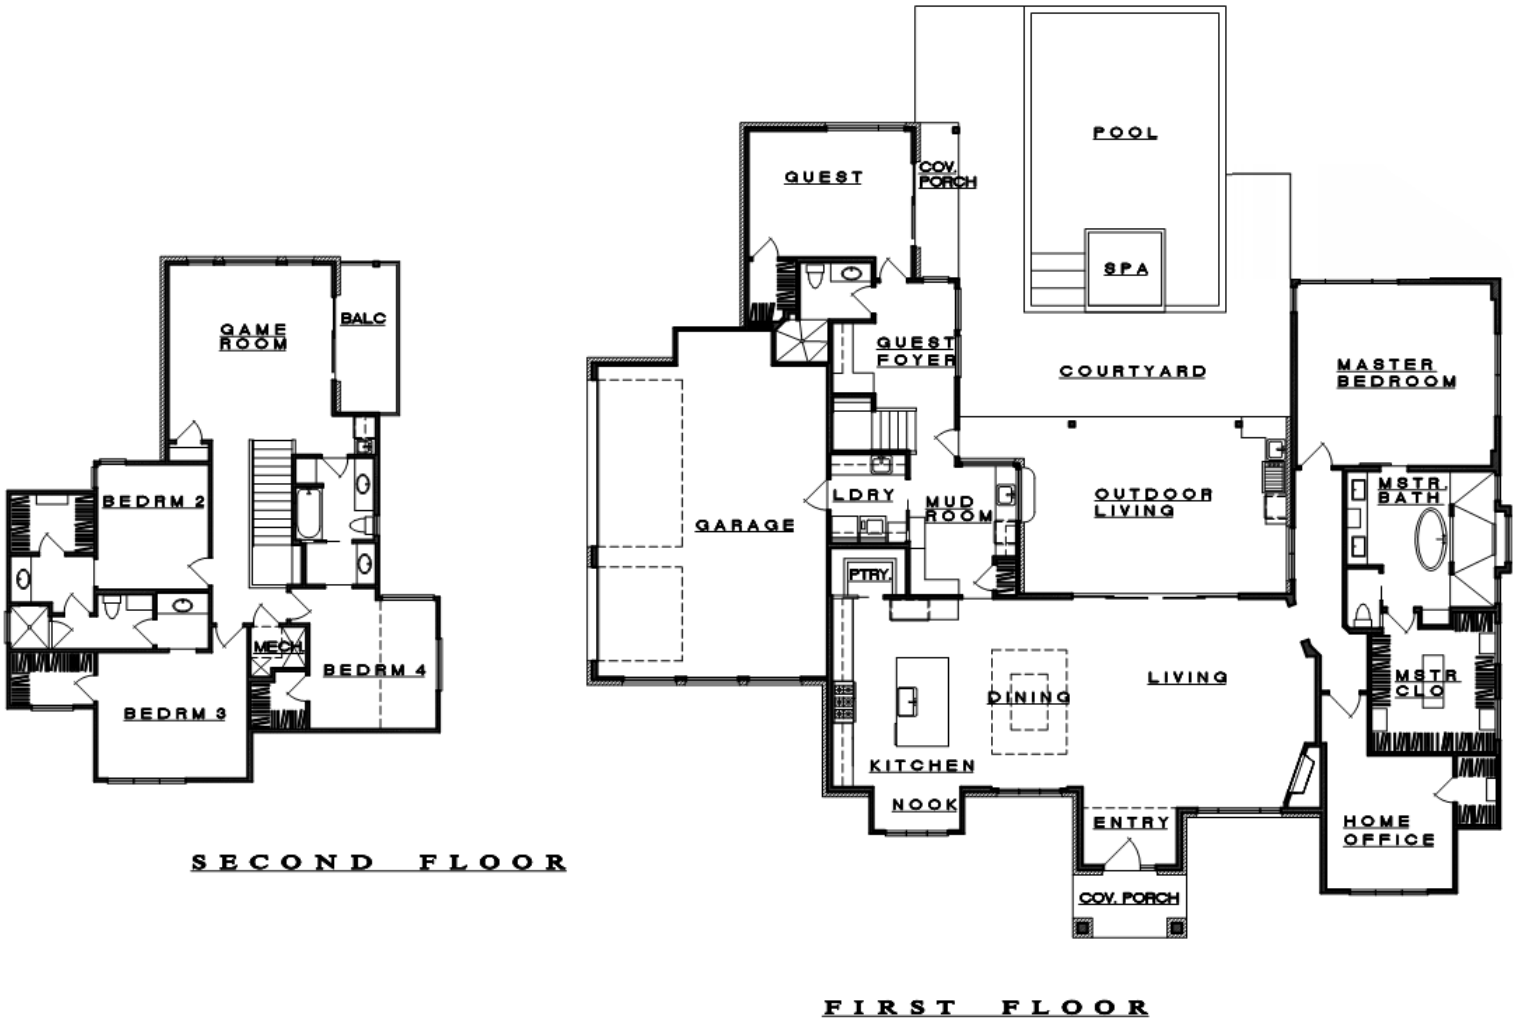 GAME
ROOM
BALC
BEDRM 2
MECH.
BEDRM 4
BEDRM 3
SECOND FLOOR
POOL
QUEST
COV.
PORCH
SPA
QUEST
FOYER
COURTYARD
MASTER
BEDROOM
LDRY
MUD
ROOM
OUTDOOR
LIVING
MSTR.
BATH
GARAGE
PTRY.
DINING
LIVING
MSTR
CLO
KITCHEN
NOOK
ENTRY
HOME
OFFICE
COV. PORCH
FIRST FLOOR